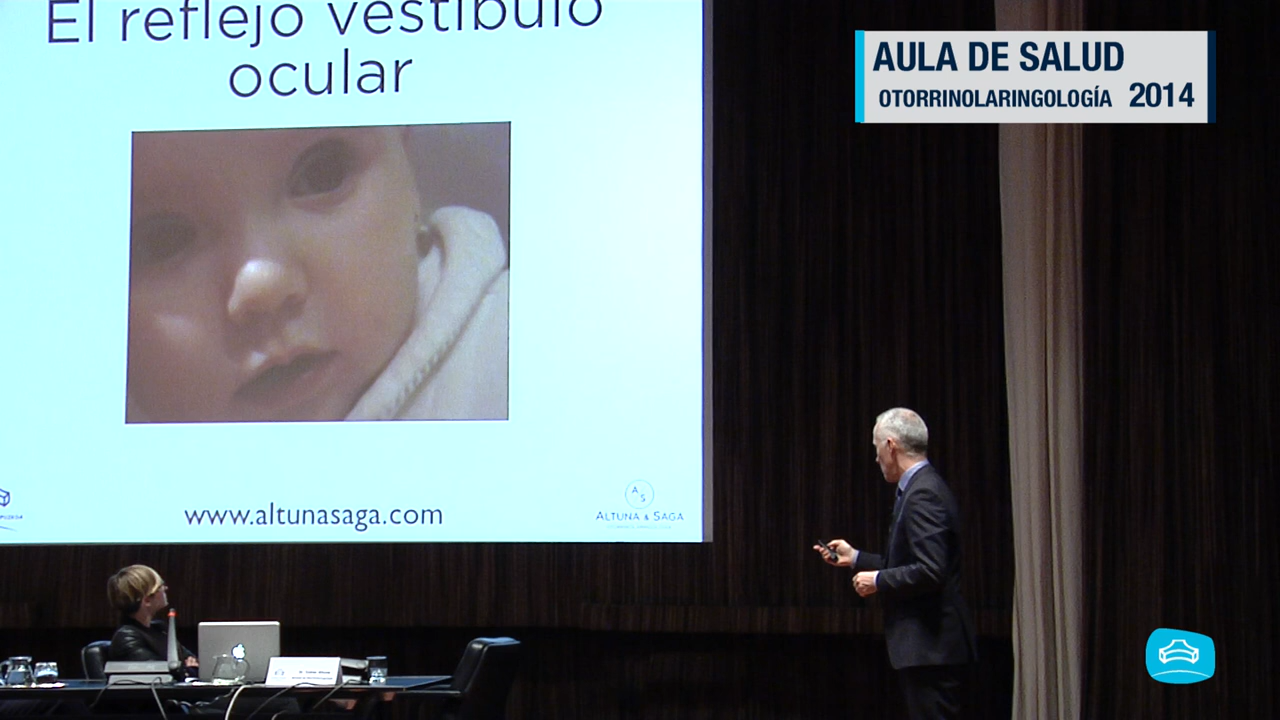 El reflejo vestíbulo
ocular
AULA DE SALUD
OTORRINOLARINGOLOGÍA 2014
www.altunasaga.com
A
S
ALTUNA & SAGA